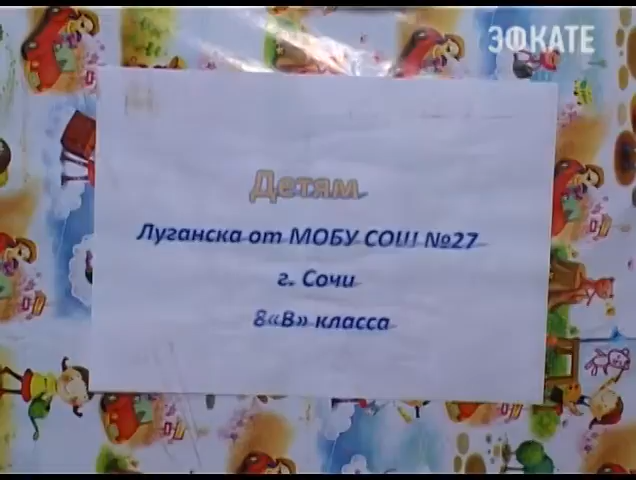 ЭФКАТЕ
Детям
Луганска от МОБУ СОШ №27
г. Сочи
8«В» класса